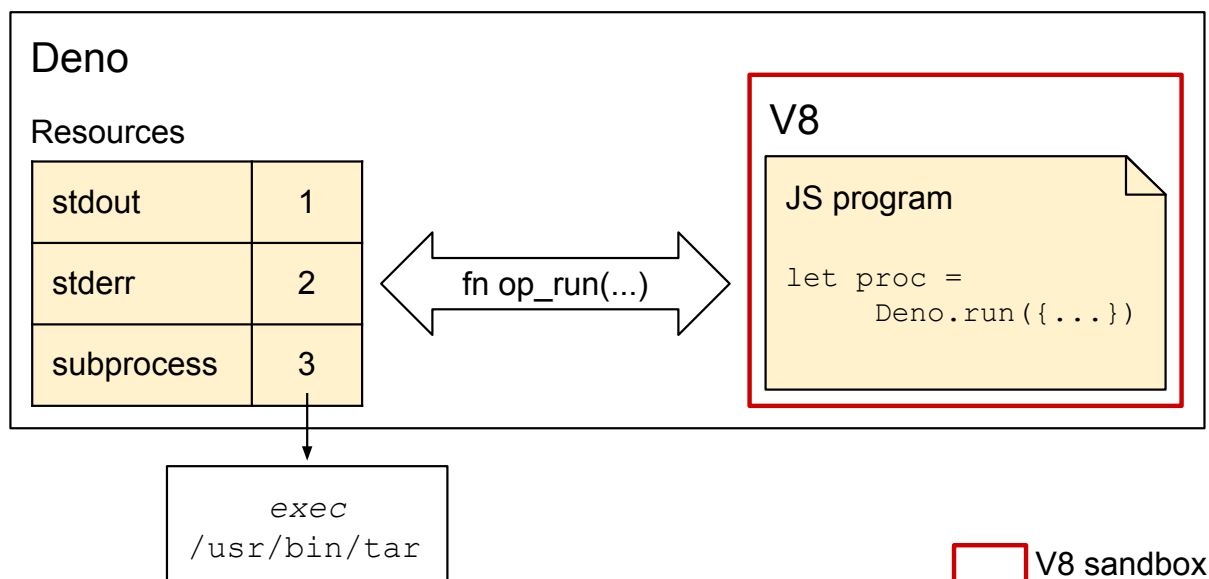 Deno
Resources
stdout 1
stderr 2
subprocess 3
fn op_run(...)
V8
JS program
let proc =
Deno.run({...})
exec
/usr/bin/tar
V8 sandbox